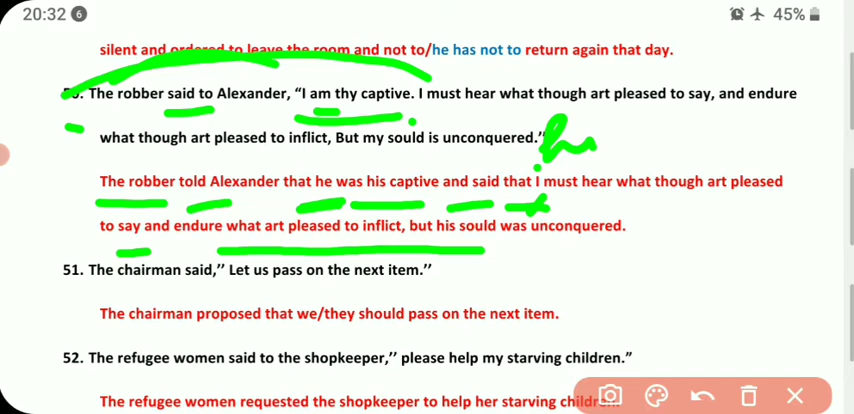 20:32 6 45%
silent and ordered to leave the room and not to/he has not to return again that day.
50. The robber said to Alexander, “I am thy captive. I must hear what though art pleased to say, and endure
what though art pleased to inflict, But my sould is unconquered.’’
he
The robber told Alexander that he was his captive and said that I must hear what though art pleased
to say and endure what art pleased to inflict, but his sould was unconquered.
51. The chairman said,’’ Let us pass on the next item.’’
The chairman proposed that we/they should pass on the next item.
52. The refugee women said to the shopkeeper,’’ please help my starving children.”
The refugee women requested the shopkeeper to help her starving children.